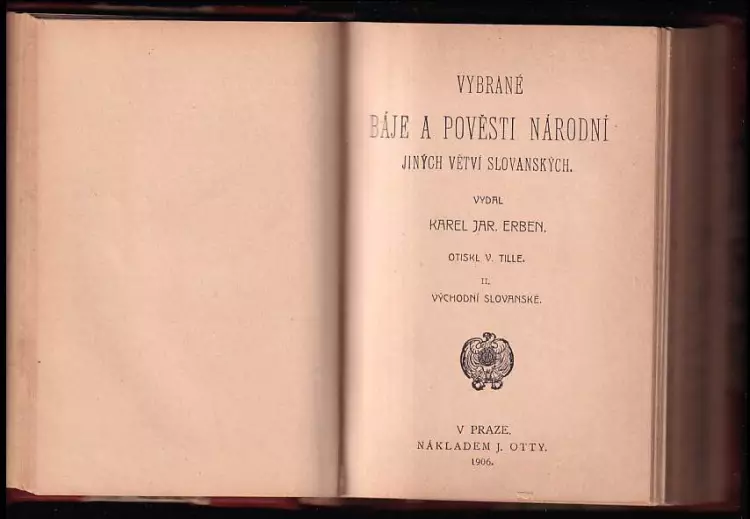 VYBRANÉ
BÁJE A POVĚSTI NÁRODNÍ
JINÝCH VĚTVÍ SLOVANSKÝCH.
VYDAL
KAREL JAR. ERBEN.
OTISKL V. TILLE.
II.
VÝCHODNÍ SLOVANSKÉ.
V PRAZE.
NÁKLADEM J. OTTY.
1906.